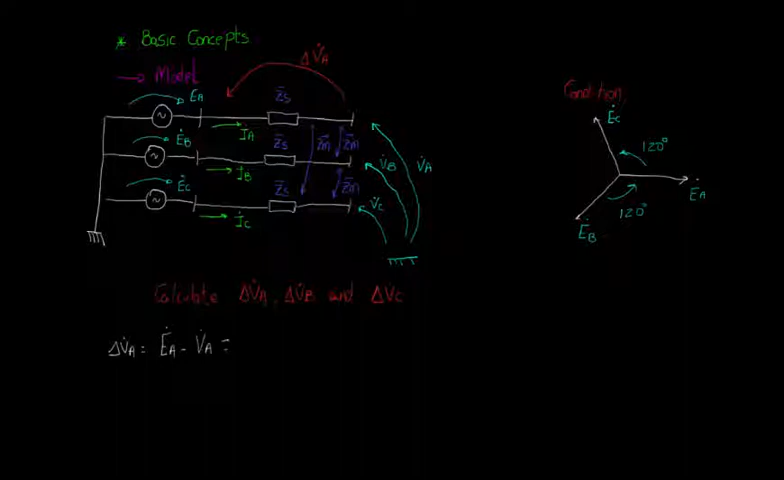 * Basic Concepts
→ Model
ΔV̇A
ĖA
Z̄s
İA
ĖB
Z̄s
Z̄m
Z̄m
İB
ĖC
Z̄s
Z̄m
İC
V̇B
V̇A
V̇C
Condition,
ĖC
120°
ĖA
120°
ĖB
Calculate ΔV̇A, ΔV̇B and ΔV̇C
ΔV̇A = ĖA - V̇A =